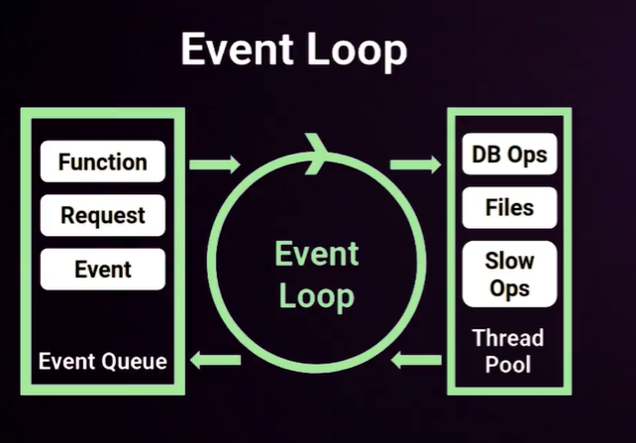 Event Loop
Function
Request
Event
Event Queue
Event
Loop
DB Ops
Files
Slow
Ops
Thread
Pool